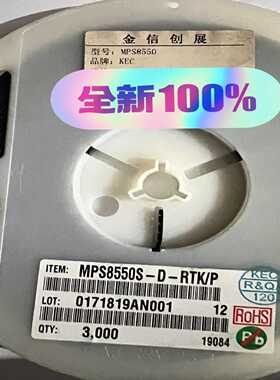 金信创展
型号: MPS8550
品牌: KEC
全新100%
ITEM: MPS8550S-D-RTK/P
LOT: 0171819AN001 12
QTY: 3,000 19084
KEC
R&Q
120
RoHS
Pb